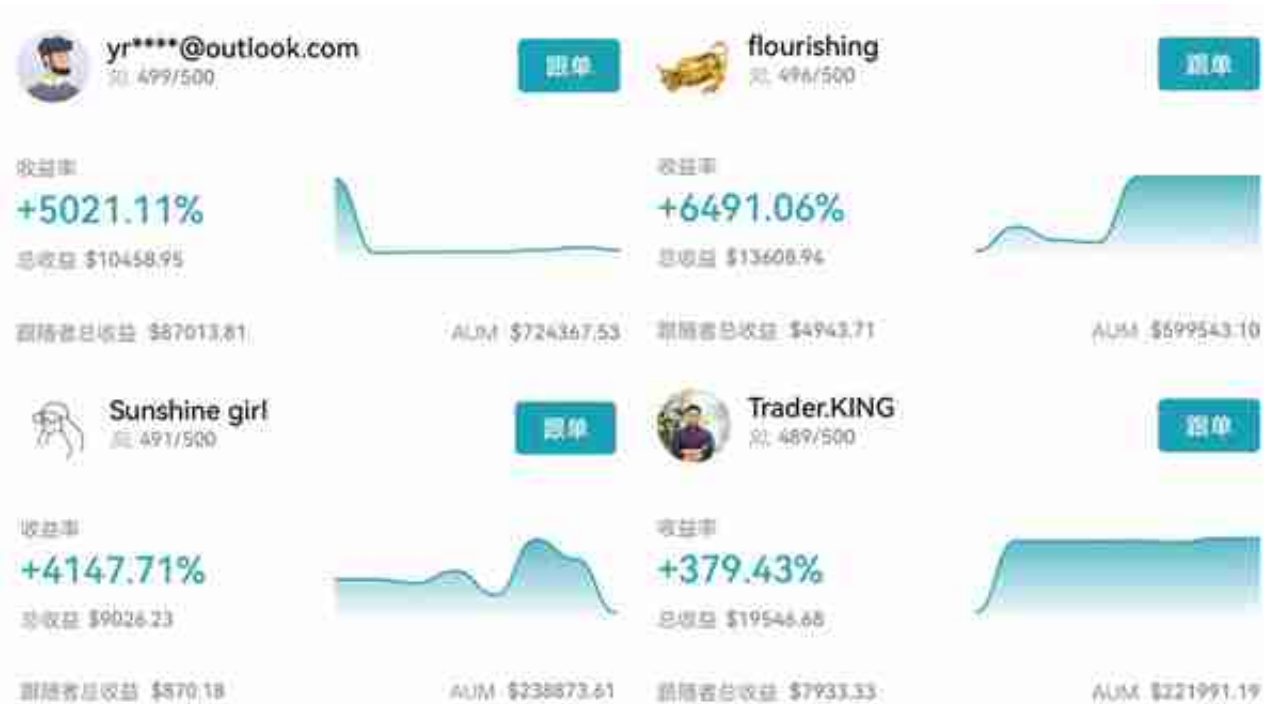 yr****@outlook.com
499/500
跟单
收益率
+5021.11%
总收益 $10458.95
跟随者总收益 $87013.81
AUM $724367.53
flourishing
496/500
跟单
收益率
+6491.06%
总收益 $13608.94
跟随者总收益 $4943.71
AUM $599543.10
Sunshine girl
491/500
跟单
收益率
+4147.71%
总收益 $9026.23
跟随者总收益 $870.18
AUM $238873.61
Trader.KING
489/500
跟单
收益率
+379.43%
总收益 $19546.68
跟随者总收益 $7933.33
AUM $221991.19